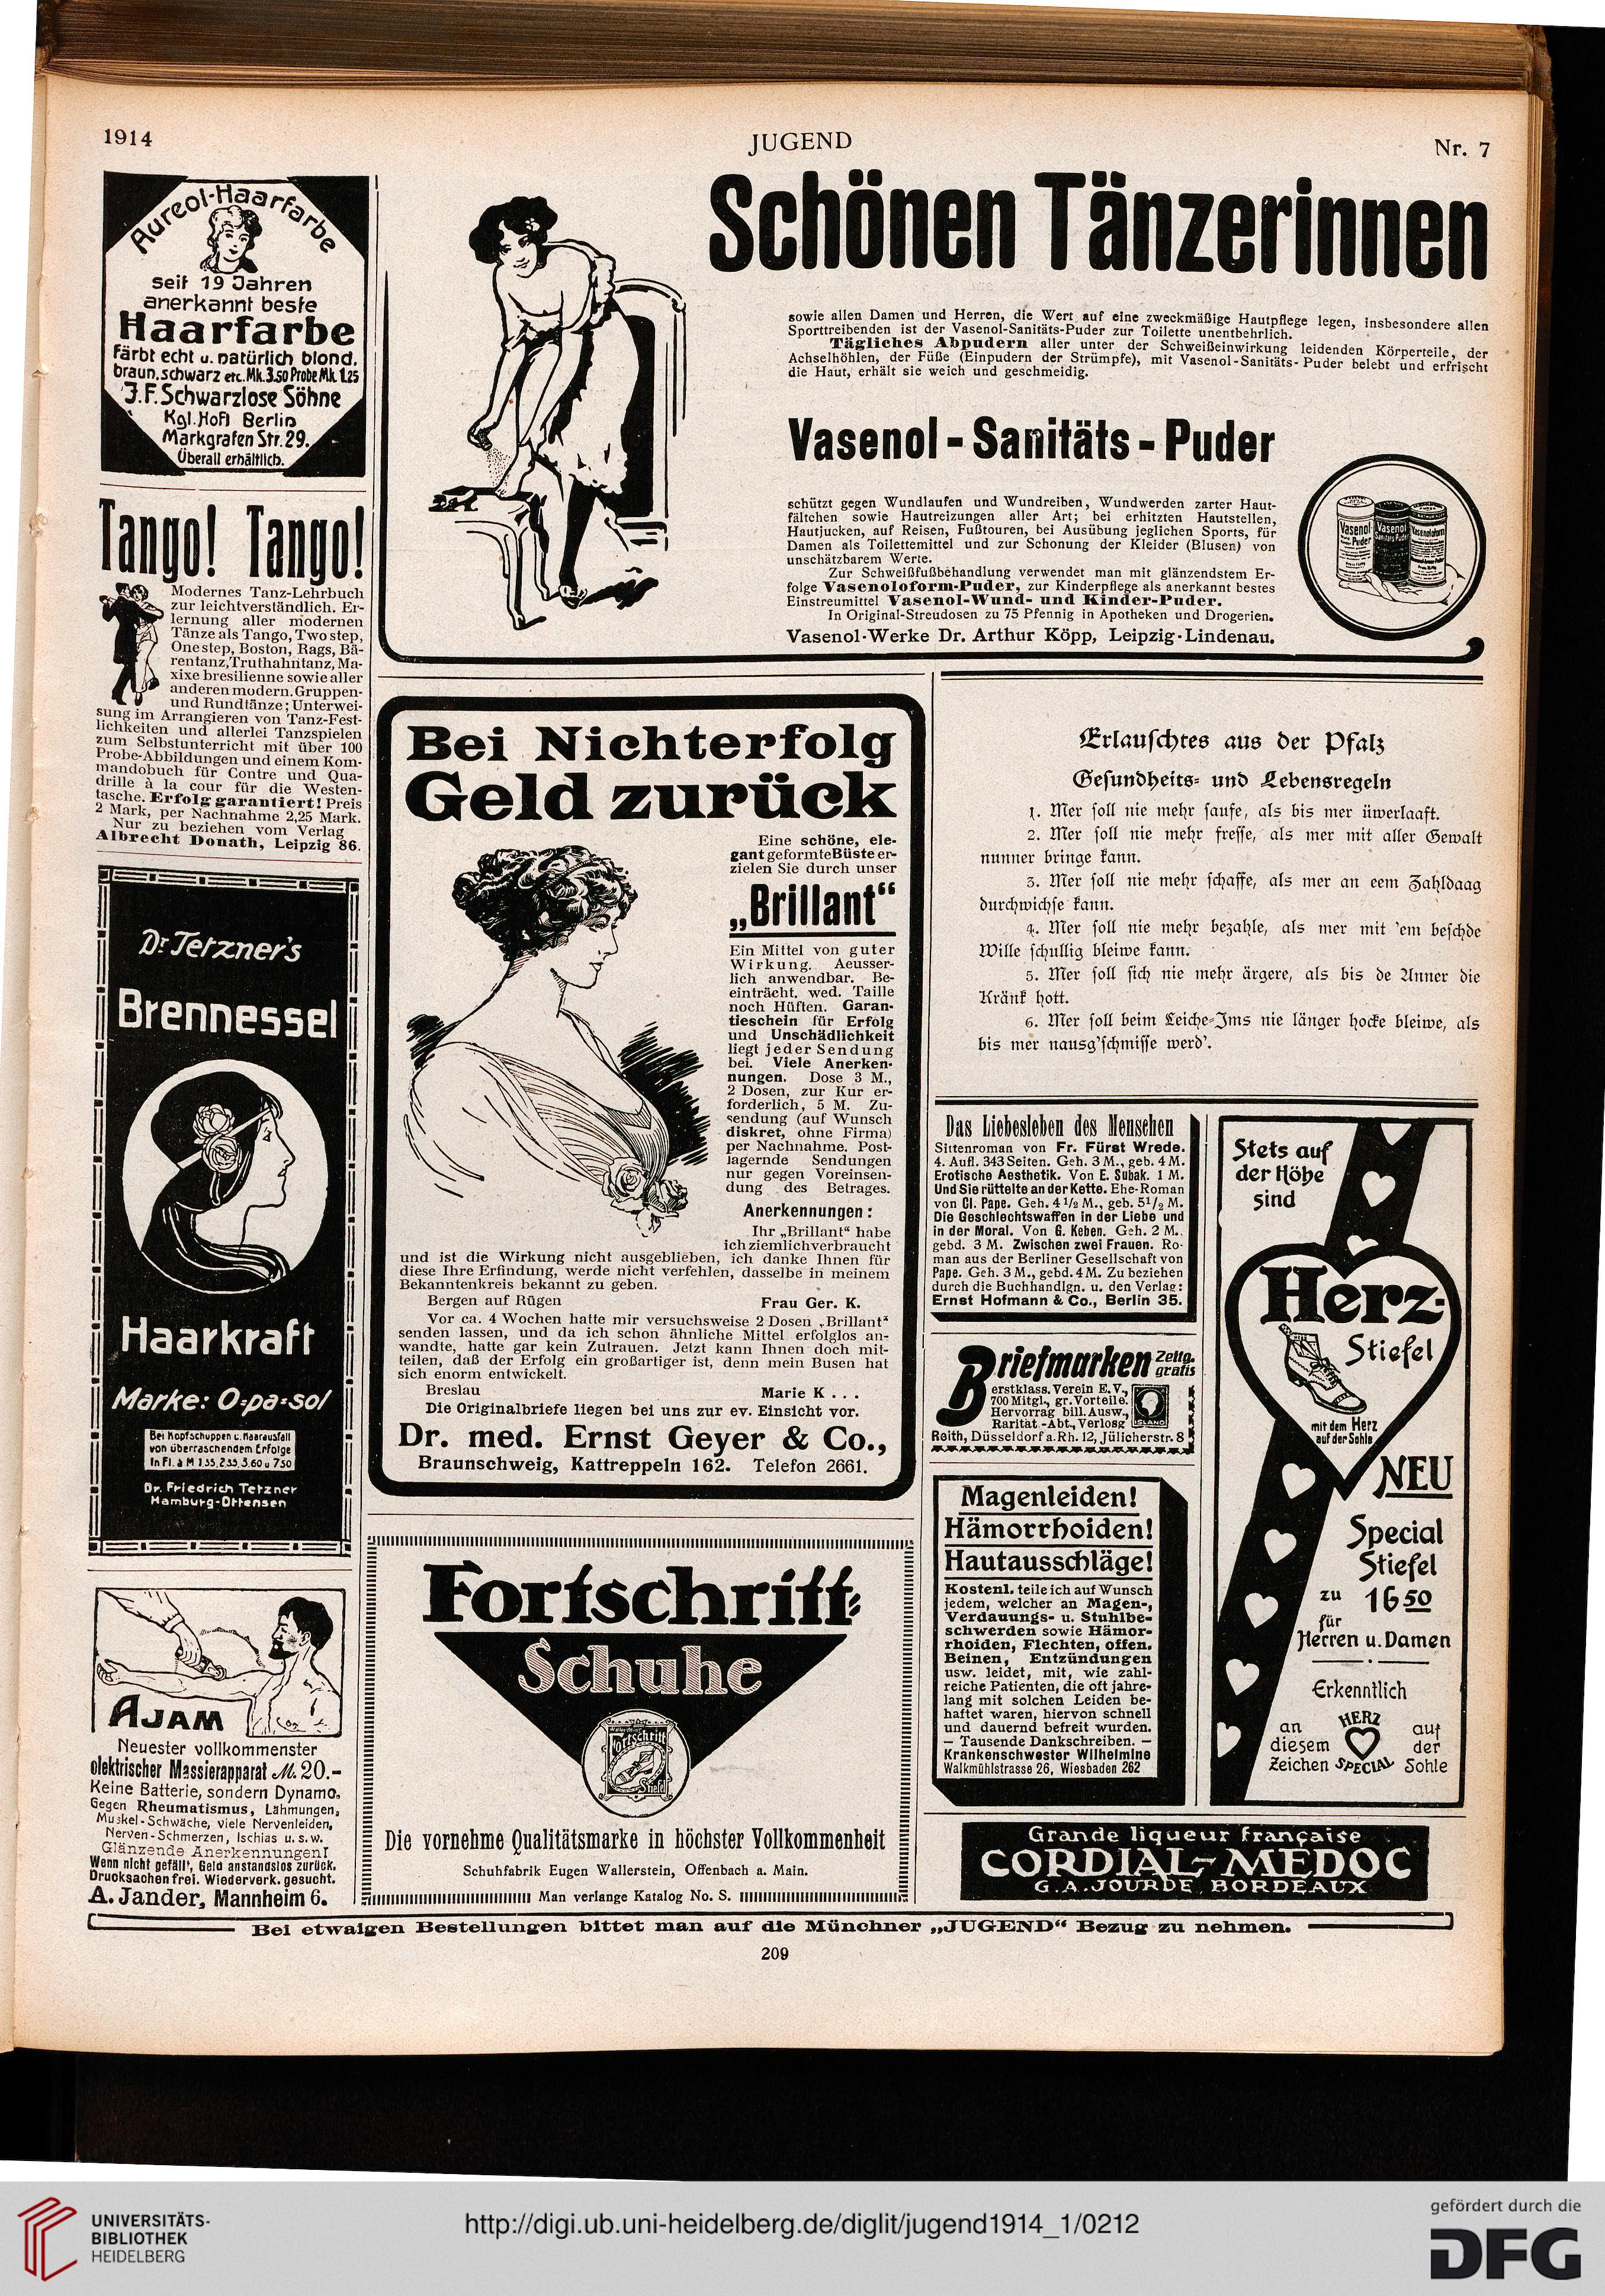 1914
JUGEND
Nr. 7
Aureol-Haarfarbe
seit 19 Jahren
anerkannt beste
Haarfarbe
färbt echt u. natürlich blond,
braun, schwarz etc. Mk. 3.50 Probe Mk. 1.25
J. F. Schwarzlose Söhne
Kgl. Hofl Berlin
Markgrafen Str. 29.
Überall erhältlich.
Tango! Tango!
Modernes Tanz-Lehrbuch
zur leichtverständlich. Er-
lernung aller modernen
Tänze als Tango, Two step,
Onestep, Boston, Rags, Bä-
rentanz, Truthahntanz, Ma-
xixe bresilienne sowie aller
anderen modern. Gruppen-
und Rundtänze; Unterwei-
sung im Arrangieren von Tanz-Fest-
lichkeiten und allerlei Tanzspielen
zum Selbstunterricht mit über 100
Probe-Abbildungen und einem Kom-
mandobuch für Contre und Qua-
drille à la cour für die Westen-
tasche. Erfolg garantiert! Preis
2 Mark, per Nachnahme 2,25 Mark.
Nur zu beziehen vom Verlag
Albrecht Donath, Leipzig 86.
Dr. Tetzner's
Brennessel
Haarkraft
Marke: O-pa-sol
Bei Kopfschuppen u. Haarausfall
von überraschendem Erfolge
In Fl. à M 1.35, 2.35, 3.60 u 7.50
Dr. Friedrich Tetzner
Hamburg-Ottensen
AJAM
Neuester vollkommenster
elektrischer Massierapparat M. 20.-
Keine Batterie, sondern Dynamo.
Gegen Rheumatismus, Lähmungen,
Muskel-Schwäche, viele Nervenleiden,
Nerven-Schmerzen, Ischias u. s. w.
Glänzende Anerkennungen!
Wenn nicht gefällt, Geld anstandslos zurück.
Drucksachen frei. Wiederverk. gesucht.
A. Jander, Mannheim 6.
Schönen Tänzerinnen
sowie allen Damen und Herren, die Wert auf eine zweckmäßige Hautpflege legen, insbesondere allen
Sporttreibenden ist der Vasenol-Sanitäts-Puder zur Toilette unentbehrlich.
Tägliches Abpudern aller unter der Schweißeinwirkung leidenden Körperteile, der
Achselhöhlen, der Füße (Einpudern der Strümpfe), mit Vasenol-Sanitäts-Puder belebt und erfrischt
die Haut, erhält sie weich und geschmeidig.
Vasenol-Sanitäts-Puder
schützt gegen Wundlaufen und Wundreiben, Wundwerden zarter Haut-
fältchen sowie Hautreizungen aller Art; bei erhitzten Hautstellen,
Hautjucken, auf Reisen, Fußtouren, bei Ausübung jeglichen Sports, für
Damen als Toilettemittel und zur Schonung der Kleider (Blusen) von
unschätzbarem Werte.
Zur Schweißfußbehandlung verwendet man mit glänzendstem Er-
folge Vasenoloform-Puder, zur Kinderpflege als anerkannt bestes
Einstreumittel Vasenol-Wund- und Kinder-Puder.
In Original-Streudosen zu 75 Pfennig in Apotheken und Drogerien.
Vasenol-Werke Dr. Arthur Köpp, Leipzig-Lindenau.
Vasenol
Puder
Vasenol
Sanitäts Puder
Vasenoloform
Bei Nichterfolg
Geld zurück
Eine schöne, ele-
gant geformte Büste er-
zielen Sie durch unser
„Brillant“
Ein Mittel von guter
Wirkung. Aeusser-
lich anwendbar. Be-
einträcht. wed. Taille
noch Hüften. Garan-
tieschein für Erfolg
und Unschädlichkeit
liegt jeder Sendung
bei. Viele Anerken-
nungen. Dose 3 M.,
2 Dosen, zur Kur er-
forderlich, 5 M. Zu-
sendung (auf Wunsch
diskret, ohne Firma)
per Nachnahme. Post-
lagernde Sendungen
nur gegen Voreinsen-
dung des Betrages.
Anerkennungen:
Ihr „Brillant“ habe
ich ziemlich verbraucht
und ist die Wirkung nicht ausgeblieben, ich danke Ihnen für
diese Ihre Erfindung, werde nicht verfehlen, dasselbe in meinem
Bekanntenkreis bekannt zu geben.
Bergen auf Rügen Frau Ger. K.
Vor ca. 4 Wochen hatte mir versuchsweise 2 Dosen „Brillant“
senden lassen, und da ich schon ähnliche Mittel erfolglos an-
wandte, hatte gar kein Zutrauen. Jetzt kann Ihnen doch mit-
teilen, daß der Erfolg ein großartiger ist, denn mein Busen hat
sich enorm entwickelt.
Breslau Marie K . . .
Die Originalbriefe liegen bei uns zur ev. Einsicht vor.
Dr. med. Ernst Geyer & Co.,
Braunschweig, Kattreppeln 162. Telefon 2661.
Fortschritt-
Schuhe
Fortschritt
Stiefel
Die vornehme Qualitätsmarke in höchster Vollkommenheit
Schuhfabrik Eugen Wallerstein, Offenbach a. Main.
Man verlange Katalog No. S.
Erlauschtes aus der Pfalz
Gesundheits- und Lebensregeln
1. Mer soll nie mehr saufe, als bis mer üwerlaaft.
2. Mer soll nie mehr fresse, als mer mit aller Gewalt
nunner bringe kann.
3. Mer soll nie mehr schaffe, als mer an eem Zahldaag
durchwichse kann.
4. Mer soll nie mehr bezahle, als mer mit 'em beschde
Wille schullig bleiwe kann.
5. Mer soll sich nie mehr ärgere, als bis de Anner die
Kränk hott.
6. Mer soll beim Leiche-Ims nie länger hocke bleiwe, als
bis mer nausg'schmisse werd'.
Das Liebesleben des Menschen
Sittenroman von Fr. Fürst Wrede.
4. Aufl. 343 Seiten. Geh. 3 M., geb. 4 M.
Erotische Aesthetik. Von E. Subak. 1 M.
Und Sie rüttelte an der Kette. Ehe-Roman
von Cl. Pape. Geh. 4 1/2 M., geb. 5 1/2 M.
Die Geschlechtswaffen in der Liebe und
in der Moral. Von G. Keben. Geh. 2 M.,
gebd. 3 M. Zwischen zwei Frauen. Ro-
man aus der Berliner Gesellschaft von
Pape. Geh. 3 M., gebd. 4 M. Zu beziehen
durch die Buchhandlgn. u. den Verlag:
Ernst Hofmann & Co., Berlin 35.
Briefmarken Zeitg.
gratis
erstklass. Verein E. V.,
700 Mitgl., gr. Vorteile.
Hervorrag bill. Ausw.,
Rarität-Abt., Verlosg
ISLAND
Reith, Düsseldorf a. Rh. 12, Jülicherstr. 8
Magenleiden!
Hämorrhoiden!
Hautausschläge!
Kostenl. teile ich auf Wunsch
jedem, welcher an Magen-,
Verdauungs- u. Stuhlbe-
schwerden sowie Hämor-
rhoiden, Flechten, offen.
Beinen, Entzündungen
usw. leidet, mit, wie zahl-
reiche Patienten, die oft jahre-
lang mit solchen Leiden be-
haftet waren, hiervon schnell
und dauernd befreit wurden.
— Tausende Dankschreiben. —
Krankenschwester Wilhelmine
Walkmühlstrasse 26, Wiesbaden 262
Stets auf
der Höhe
sind
Herz-
Stiefel
mit dem Herz
auf der Sohle
NEU
Special
Stiefel
zu 16 50
für
Herren u. Damen
Erkenntlich
an HERZ auf
diesem der
Zeichen SPECIAL Sohle
Grande liqueur française
CORDIAL-MÉDOC
G. A. JOURDE, BORDEAUX
Bei etwaigen Bestellungen bittet man auf die Münchner „JUGEND“ Bezug zu nehmen.
209
UNIVERSITÄTS-
BIBLIOTHEK
HEIDELBERG
http://digi.ub.uni-heidelberg.de/diglit/jugend1914_1/0212
gefördert durch die
DFG